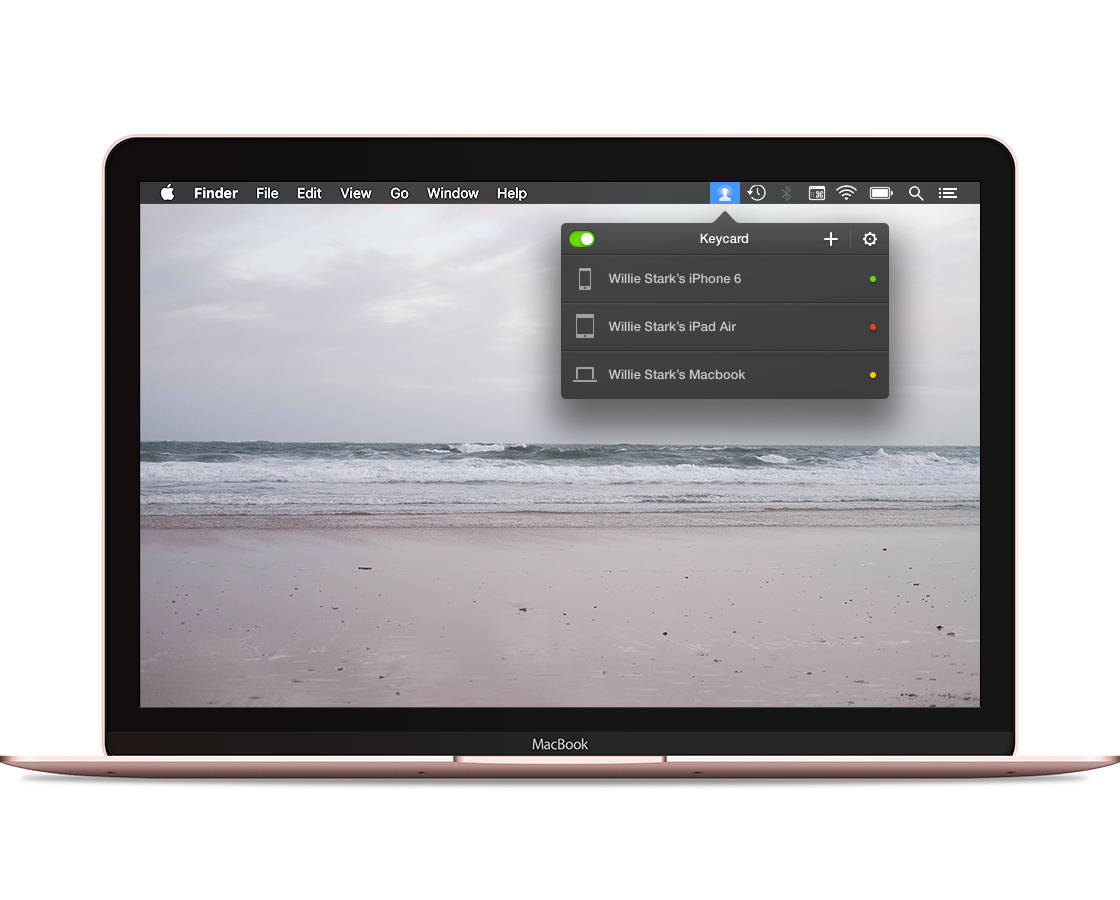 Finder File Edit View Go Window Help
Keycard
Willie Stark’s iPhone 6
Willie Stark’s iPad Air
Willie Stark’s Macbook
MacBook